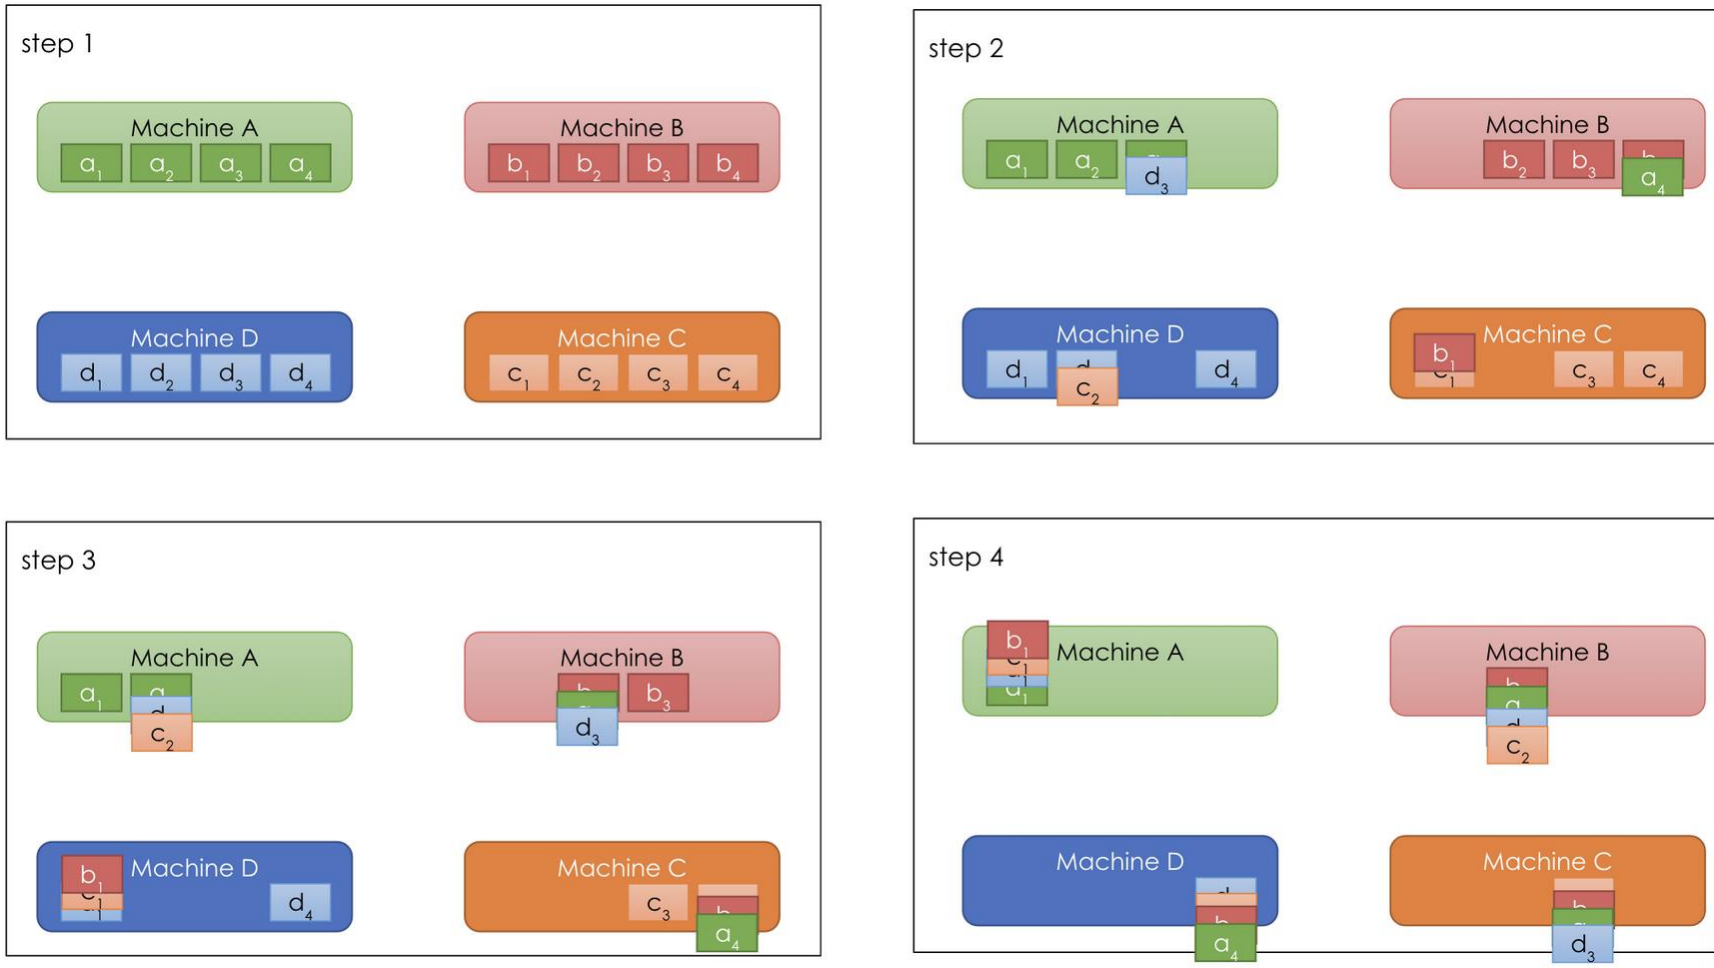 step 1
Machine A
a₁ a₂ a₃ a₄
Machine B
b₁ b₂ b₃ b₄
Machine D
d₁ d₂ d₃ d₄
Machine C
c₁ c₂ c₃ c₄
step 2
Machine A
a₁ a₂
d₃
Machine B
b₂ b₃
a₄
Machine D
d₁ d₄
c₂
Machine C
b₁
c₁ c₃ c₄
step 3
Machine A
a₁
c₂
Machine B
b₃
d₃
Machine D
b₁
d₄
Machine C
c₃
a₄
step 4
b₁
Machine A
Machine B
c₂
Machine D
a₄
Machine C
d₃